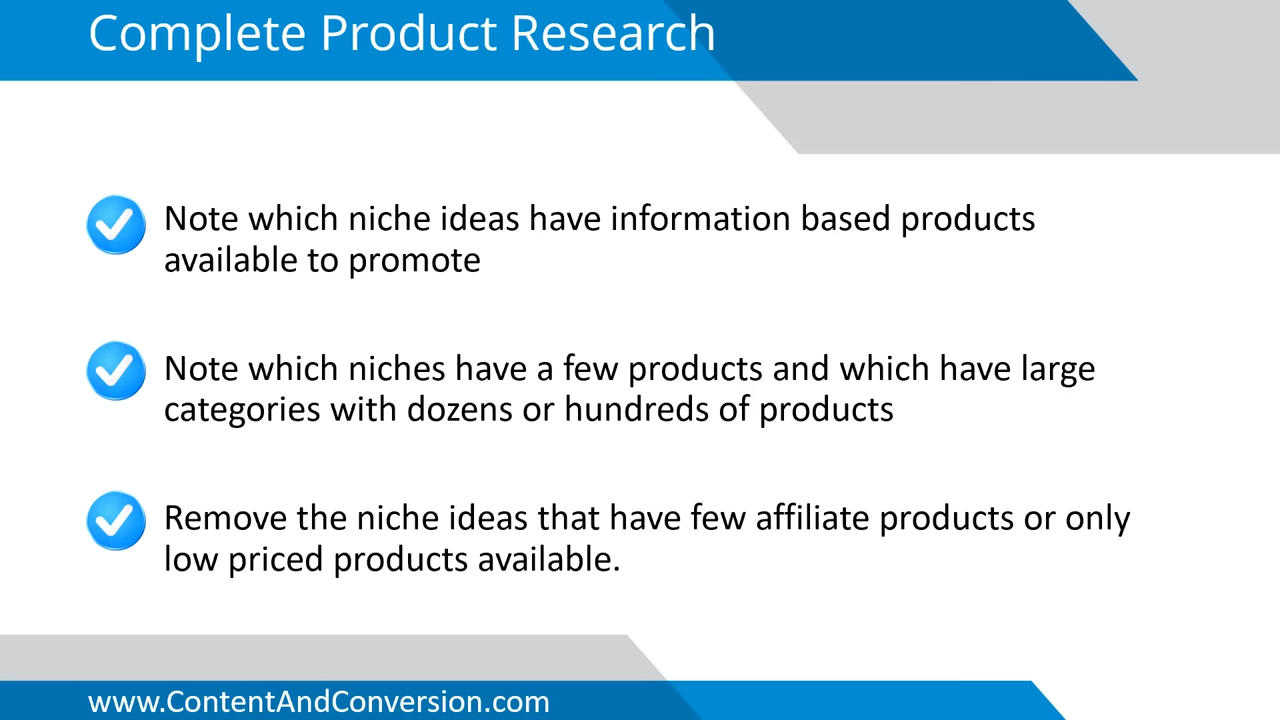 Complete Product Research
Note which niche ideas have information based products
available to promote
Note which niches have a few products and which have large
categories with dozens or hundreds of products
Remove the niche ideas that have few affiliate products or only
low priced products available.
www.ContentAndConversion.com